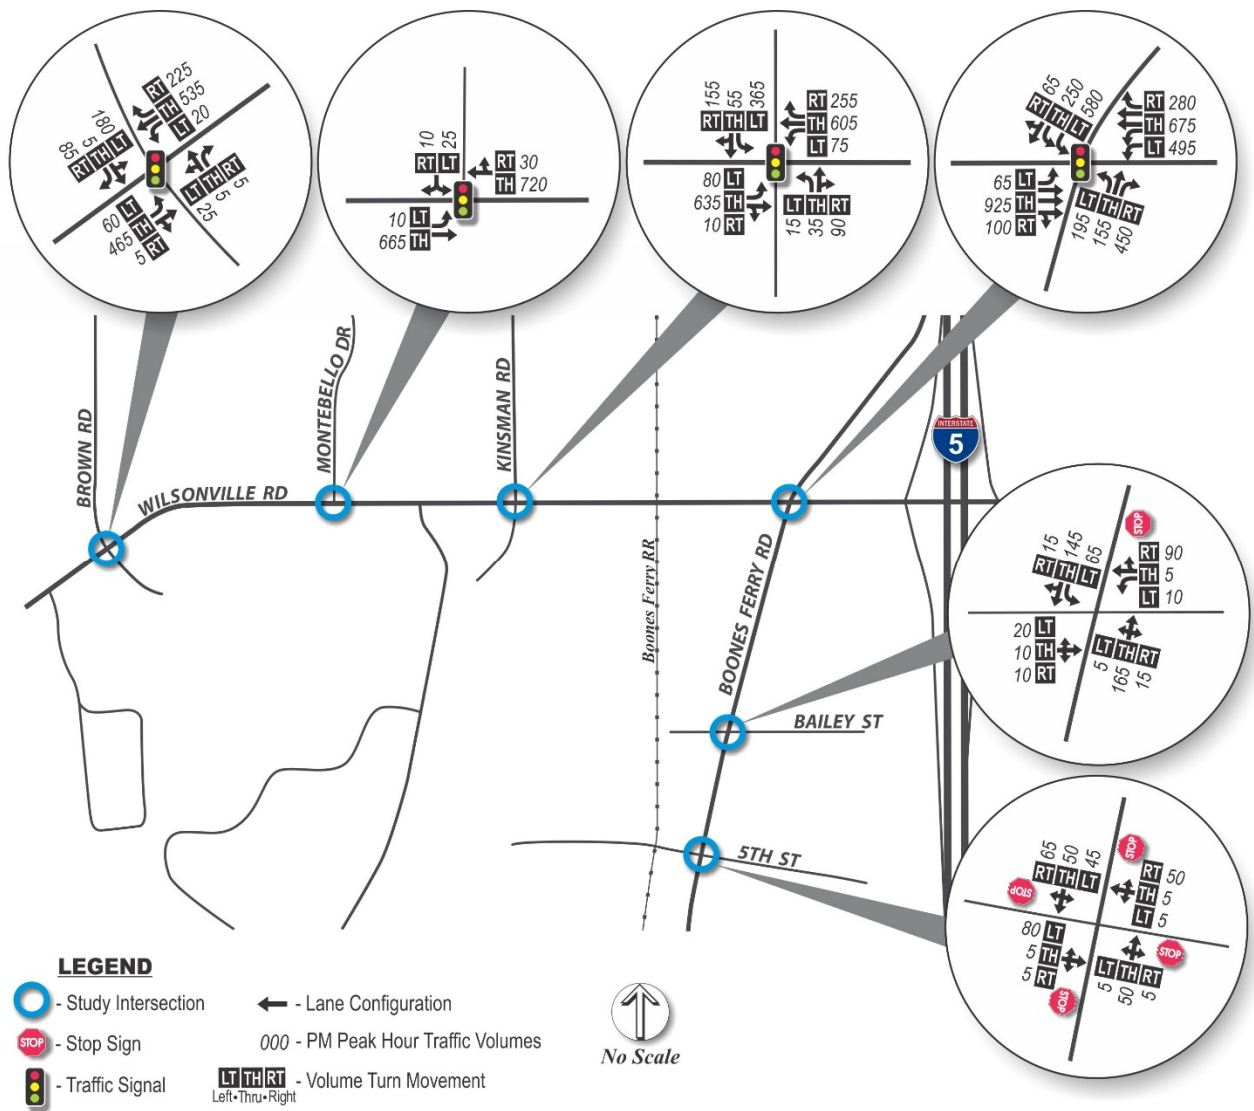 RT 225
TH 535
LT 20
180 5 85
RT TH LT
60 LT
465 TH
5 RT
LT TH RT
25 5 5
10 25
RT LT
RT 30
TH 720
10 LT
665 TH
155 55 365
RT TH LT
RT 255
TH 605
LT 75
80 LT
635 TH
10 RT
LT TH RT
15 35 90
65 250 580
RT TH LT
RT 280
TH 675
LT 495
65 LT
925 TH
100 RT
LT TH RT
195 155 450
BROWN RD
WILSONVILLE RD
MONTEBELLO DR
KINSMAN RD
Boones Ferry RR
BOONES FERRY RD
INTERSTATE
5
BAILEY ST
5TH ST
STOP
15 145 65
RT TH LT
RT 90
TH 5
LT 10
20 LT
10 TH
10 RT
LT TH RT
5 165 15
STOP
65 50 45
RT TH LT
RT 50
TH 5
LT 5
STOP
80 LT
5 TH
5 RT
STOP
LT TH RT
5 50 5
STOP
LEGEND
- Study Intersection
STOP - Stop Sign
- Traffic Signal
- Lane Configuration
000 - PM Peak Hour Traffic Volumes
LT TH RT - Volume Turn Movement
Left•Thru•Right
No Scale